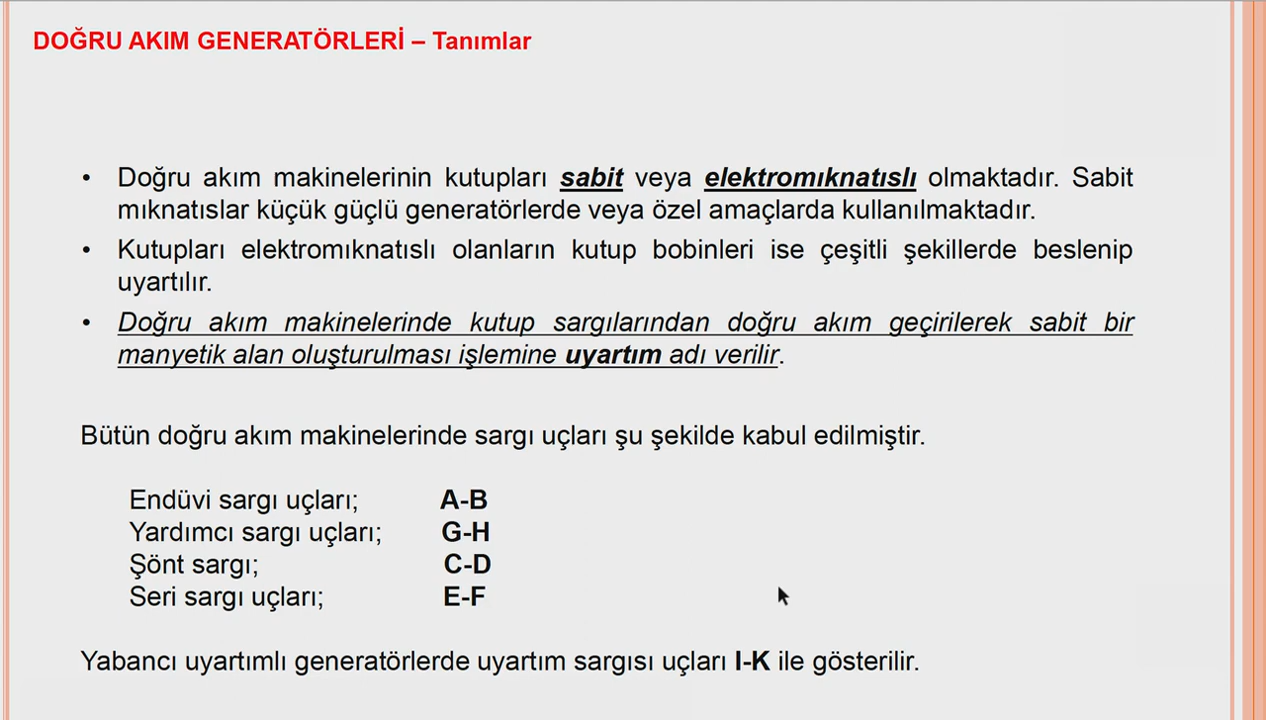 DOĞRU AKIM GENERATÖRLERİ – Tanımlar
• Doğru akım makinelerinin kutupları sabit veya elektromıknatıslı olmaktadır. Sabit
mıknatıslar küçük güçlü generatörlerde veya özel amaçlarda kullanılmaktadır.
• Kutupları elektromıknatıslı olanların kutup bobinleri ise çeşitli şekillerde beslenip
uyartılır.
• Doğru akım makinelerinde kutup sargılarından doğru akım geçirilerek sabit bir
manyetik alan oluşturulması işlemine uyartım adı verilir.
Bütün doğru akım makinelerinde sargı uçları şu şekilde kabul edilmiştir.
Endüvi sargı uçları; A-B
Yardımcı sargı uçları; G-H
Şönt sargı; C-D
Seri sargı uçları; E-F
Yabancı uyartımlı generatörlerde uyartım sargısı uçları I-K ile gösterilir.